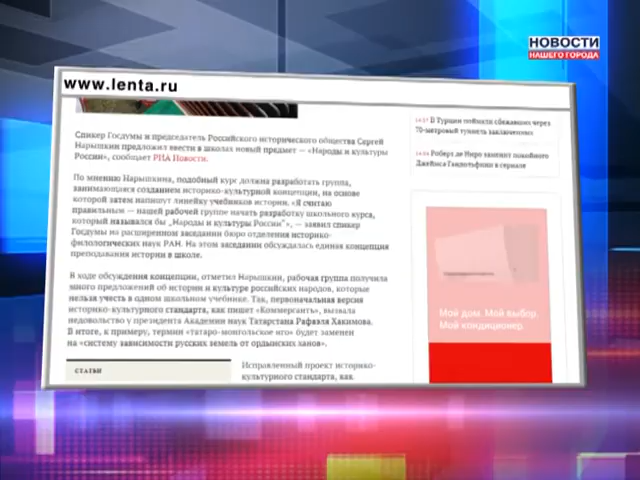 НОВОСТИ
НАШЕГО ГОРОДА
www.lenta.ru
Спикер Госдумы и председатель Российского исторического общества Сергей
Нарышкин предложил ввести в школах новый предмет — «Народы и культуры
России», сообщает РИА Новости.
По мнению Нарышкина, подобный курс должна разработать группа,
занимающаяся созданием историко-культурной концепции, на основе
которой затем напишут линейку учебников истории. «Я считаю
правильным — нашей рабочей группе начать разработку школьного курса,
который назывался бы „Народы и культуры России“», — заявил спикер
Госдумы на расширенном заседании бюро отделения историко-
филологических наук РАН. На этом заседании обсуждалась единая концепция
преподавания истории в школе.
В ходе обсуждения концепции, отметил Нарышкин, рабочая группа получила
много предложений об истории и культуре российских народов, которые
нельзя учесть в одном школьном учебнике. Так, первоначальная версия
историко-культурного стандарта, как пишет «Коммерсантъ», вызвала
недовольство у президента Академии наук Татарстана Рафаэля Хакимова.
В итоге, к примеру, термин «татаро-монгольское иго» будет заменен
на «систему зависимости русских земель от ордынских ханов».
СТАТЬИ
Исправленный проект историко-
культурного стандарта, как
В Турции поймали сбежавших через
70-метровый туннель заключенных
Роберт де Ниро заменит покойного
Джеймса Гандольфини в сериале
Мой дом. Мой выбор.
Мой кондиционер.